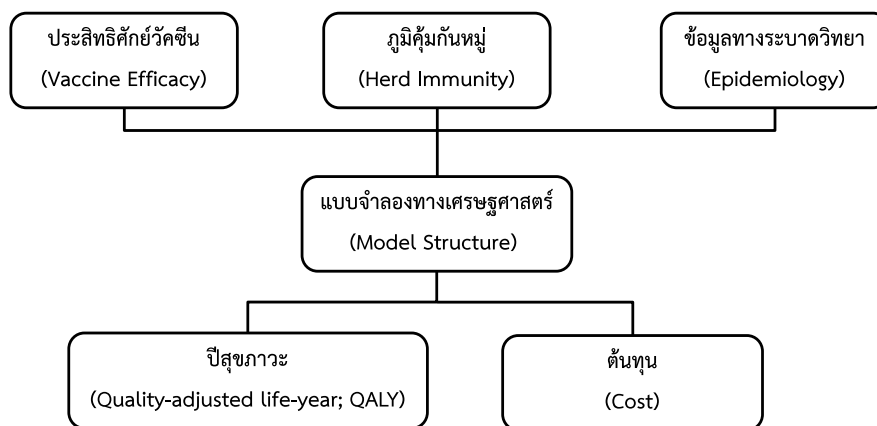 ประสิทธิศักย์วัคซีน
(Vaccine Efficacy)
ภูมิคุ้มกันหมู่
(Herd Immunity)
ข้อมูลทางระบาดวิทยา
(Epidemiology)
แบบจำลองทางเศรษฐศาสตร์
(Model Structure)
ปีสุขภาวะ
(Quality-adjusted life-year; QALY)
ต้นทุน
(Cost)